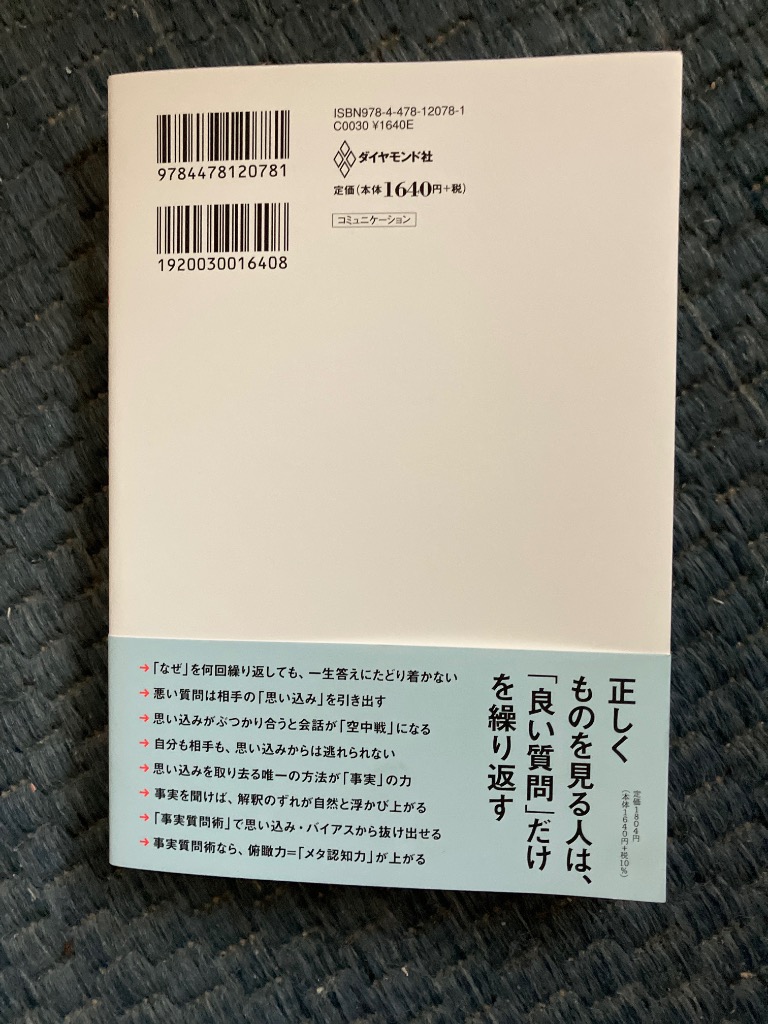 ISBN978-4-478-12078-1
C0030 ¥1640E
9784478120781
ダイヤモンド社
定価(本体1640円+税)
コミュニケーション
1920030016408
正しく
ものを見る人は、
「良い質問」だけ
を繰り返す
→「なぜ」を何回繰り返しても、一生答えにたどり着かない
→悪い質問は相手の「思い込み」を引き出す
→思い込みがぶつかり合うと会話が「空中戦」になる
→自分も相手も、思い込みからは逃れられない
→思い込みを取り去る唯一の方法が「事実」の力
→事実を聞けば、解釈のずれが自然と浮かび上がる
→「事実質問術」で思い込み・バイアスから抜け出せる
→事実質問術なら、俯瞰力=「メタ認知力」が上がる
定価1804円
(本体1640円+税10%)